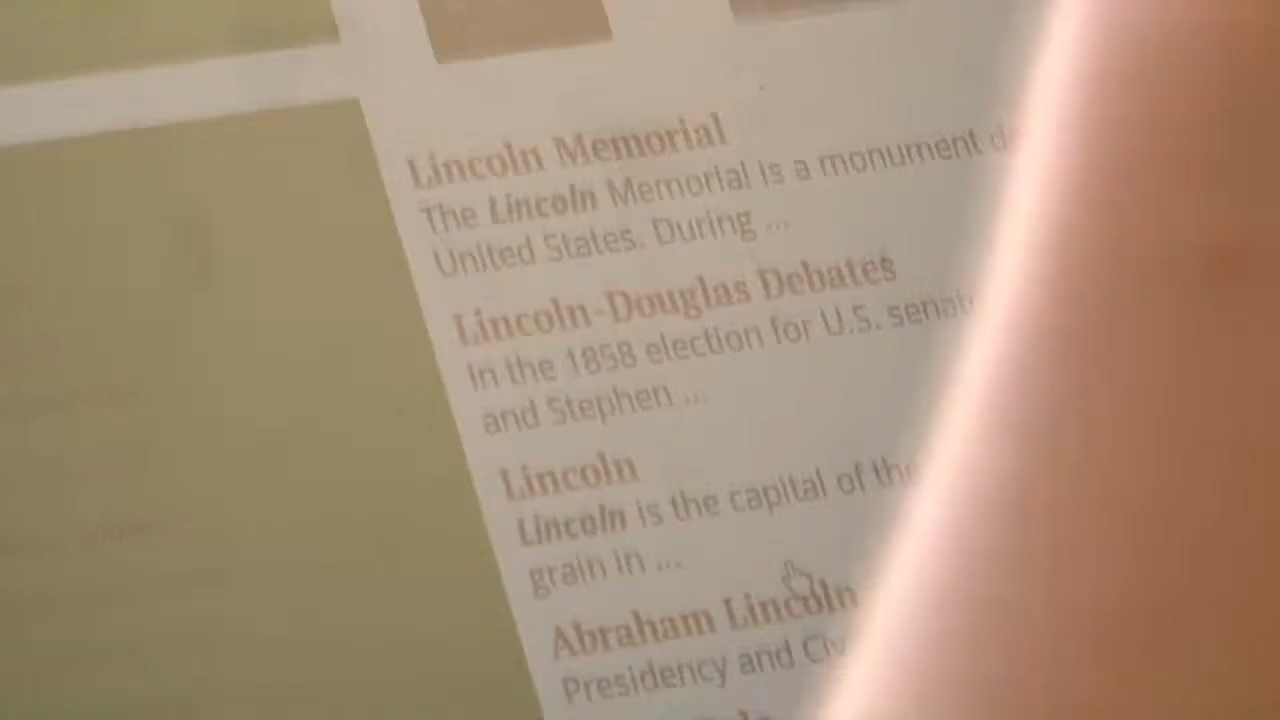 Lincoln Memorial
The Lincoln Memorial is a monument
United States. During ...
Lincoln-Douglas Debates
In the 1858 election for U.S.
and Stephen ...
Lincoln
Lincoln is the capital of
grain in ...
Abraham Lincoln
Presidency and